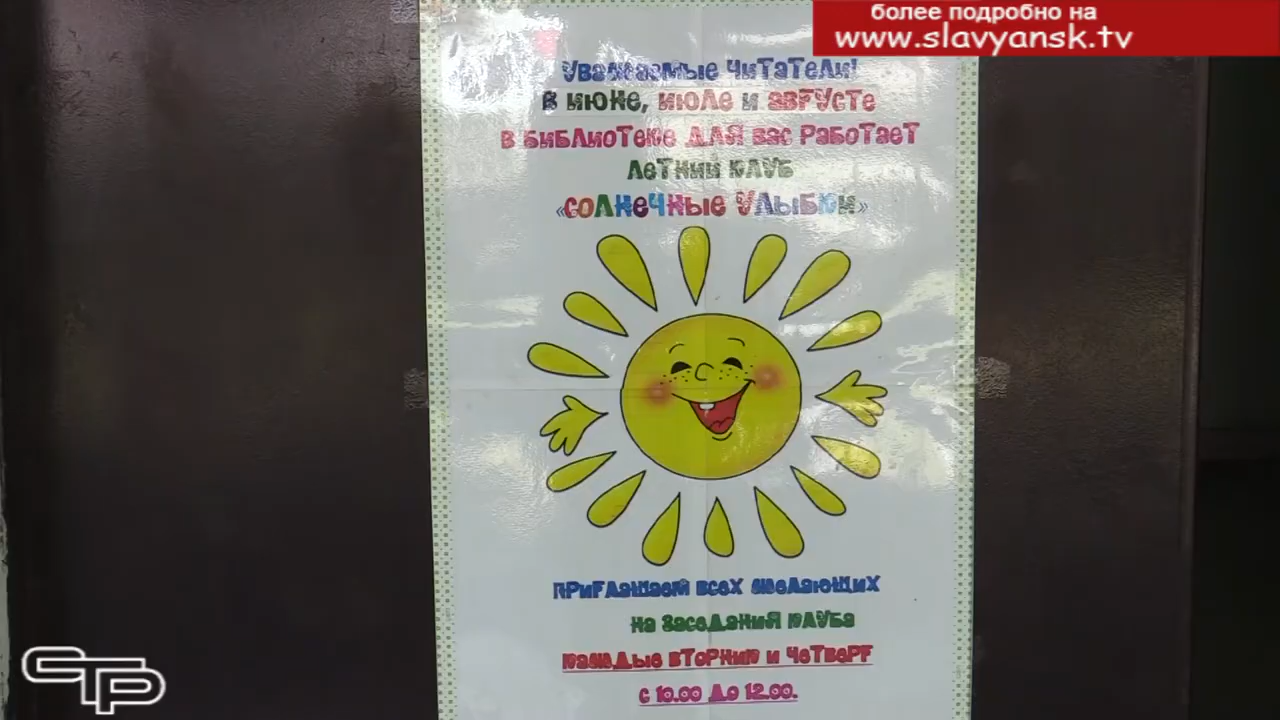 более подробно на
www.slavyansk.tv
Уважаемые читатели!
В июне, июле и августе
в библиотеке для вас работает
летний клуб
«Солнечные улыбки»
Приглашаем всех желающих
на заседания клуба
каждые вторник и четверг
с 10.00 до 12.00.
СТР